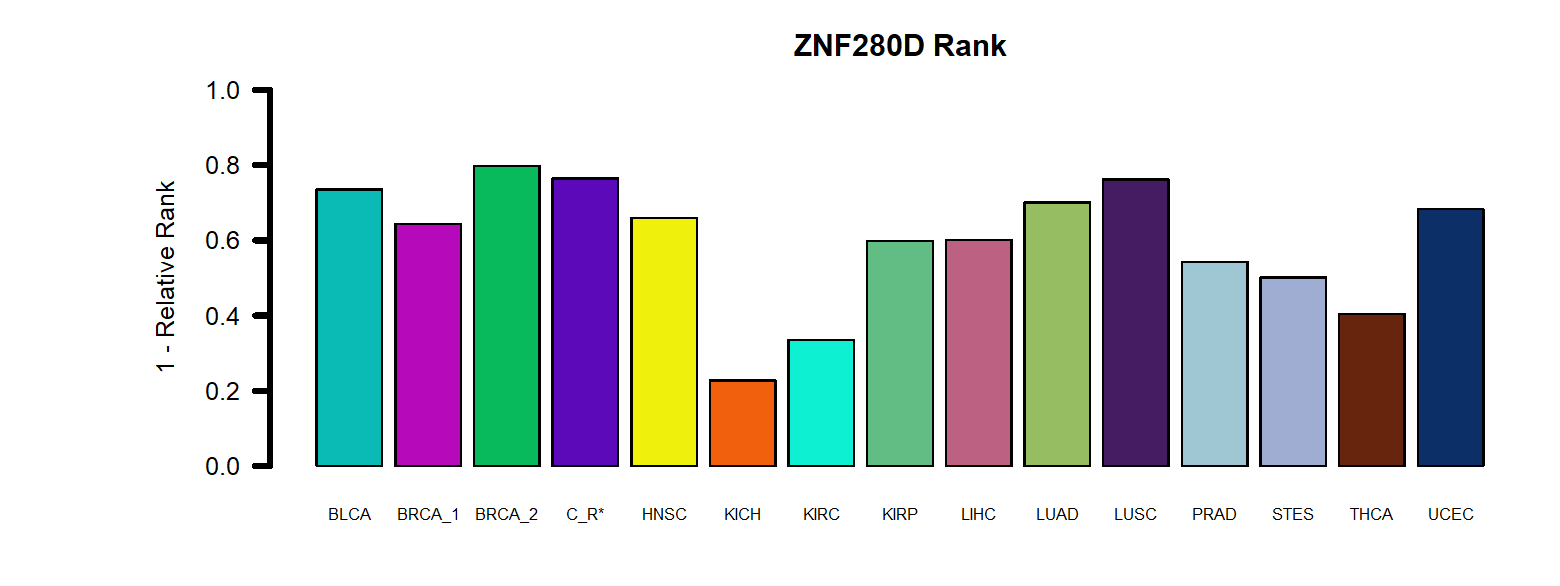 ZNF280D Rank
1 - Relative Rank
1.0
0.8
0.6
0.4
0.2
0.0
BLCA BRCA_1 BRCA_2 C_R* HNSC KICH KIRC KIRP LIHC LUAD LUSC PRAD STES THCA UCEC